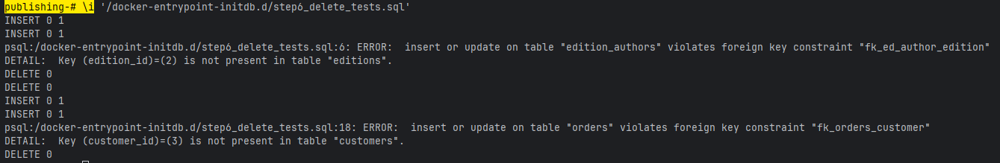 publishing-# \i '/docker-entrypoint-initdb.d/step6_delete_tests.sql'
INSERT 0 1
INSERT 0 1
psql:/docker-entrypoint-initdb.d/step6_delete_tests.sql:6: ERROR:  insert or update on table "edition_authors" violates foreign key constraint "fk_ed_author_edition"
DETAIL:  Key (edition_id)=(2) is not present in table "editions".
DELETE 0
DELETE 0
INSERT 0 1
INSERT 0 1
psql:/docker-entrypoint-initdb.d/step6_delete_tests.sql:18: ERROR:  insert or update on table "orders" violates foreign key constraint "fk_orders_customer"
DETAIL:  Key (customer_id)=(3) is not present in table "customers".
DELETE 0